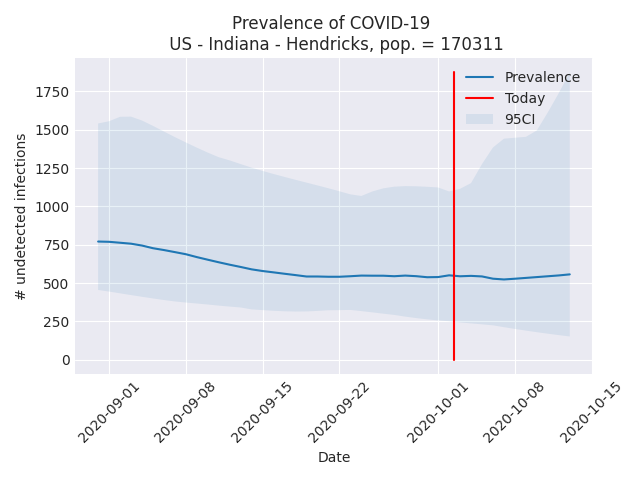 Prevalence of COVID-19
US - Indiana - Hendricks, pop. = 170311
Prevalence
Today
95CI
# undetected infections
1750
1500
1250
1000
750
500
250
0
2020-09-01
2020-09-08
2020-09-15
2020-09-22
2020-10-01
2020-10-08
2020-10-15
Date